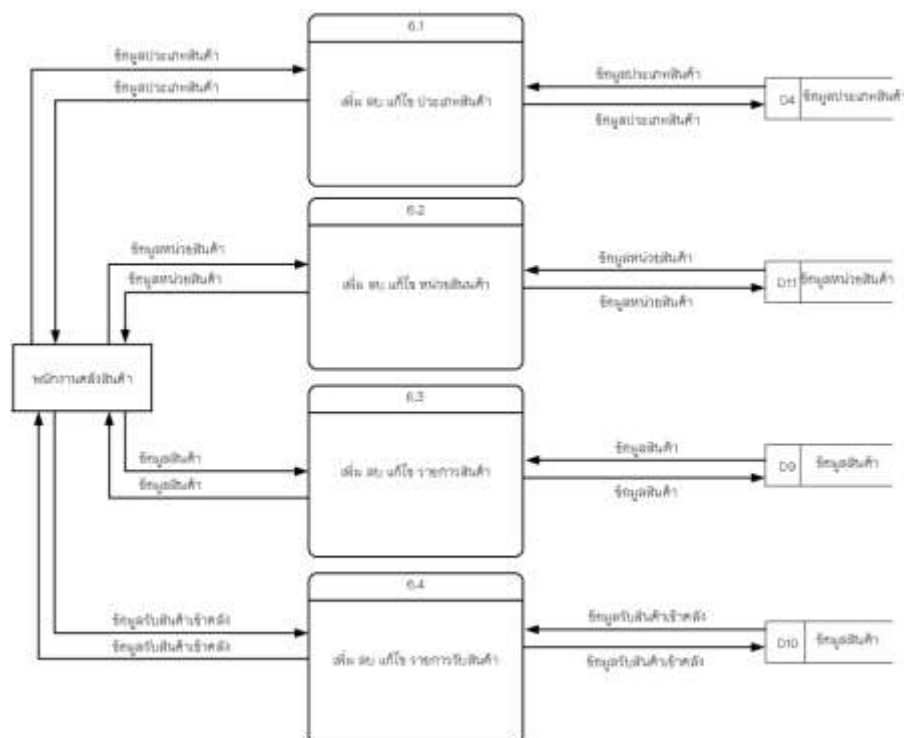 6.1
ข้อมูลประเภทสินค้า
ข้อมูลประเภทสินค้า
เพิ่ม ลบ แก้ไข ประเภทสินค้า
ข้อมูลประเภทสินค้า
ข้อมูลประเภทสินค้า
D4
ข้อมูลประเภทสินค้า
6.2
ข้อมูลหน่วยสินค้า
ข้อมูลหน่วยสินค้า
เพิ่ม ลบ แก้ไข หน่วยสินนค้า
ข้อมูลหน่วยสินค้า
ข้อมูลหน่วยสินค้า
D11
ข้อมูลหน่วยสินค้า
พนักงานคลังสินค้า
6.3
ข้อมูลสินค้า
ข้อมูลสินค้า
เพิ่ม ลบ แก้ไข รายการสินค้า
ข้อมูลสินค้า
ข้อมูลสินค้า
D9
ข้อมูลสินค้า
6.4
ข้อมูลรับสินค้าเข้าคลัง
ข้อมูลรับสินค้าเข้าคลัง
เพิ่ม ลบ แก้ไข รายการรับสินค้า
ข้อมูลรับสินค้าเข้าคลัง
ข้อมูลรับสินค้าเข้าคลัง
D10
ข้อมูลสินค้า